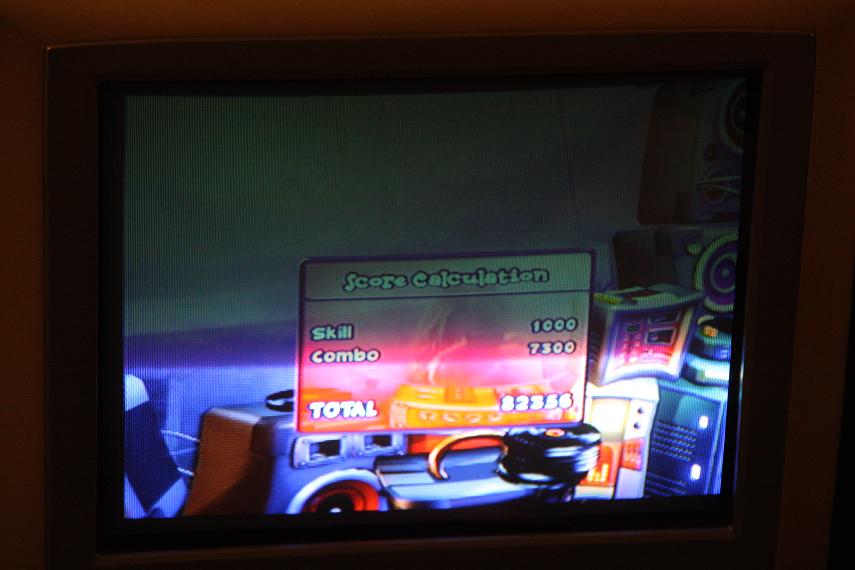 Score Calculation
Skill 1000
Combo 7300
TOTAL 82356